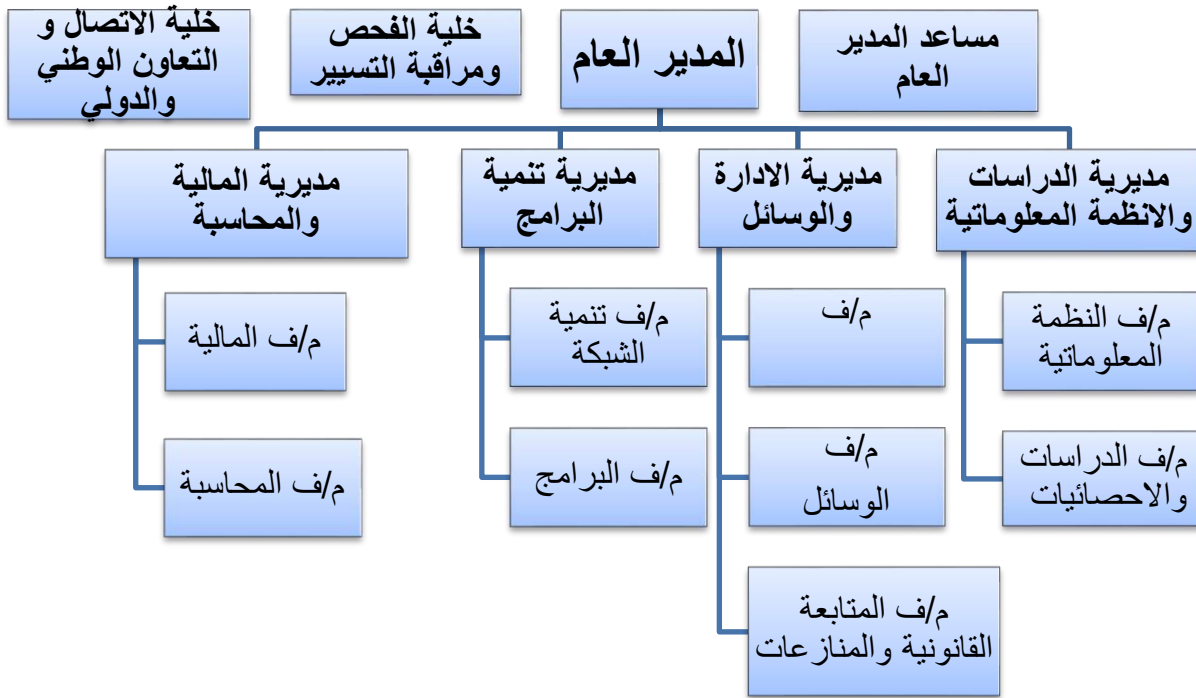 مساعد المدير
العام
المدير العام
خلية الفحص
ومراقبة التسيير
خلية الاتصال و
التعاون الوطني
والدولي
مديرية الدراسات
والانظمة المعلوماتية
م/ف النظمة
المعلوماتية
م/ف الدراسات
والاحصائيات
مديرية الادارة
والوسائل
م/ف
م/ف
الوسائل
م/ف المتابعة
القانونية والمنازعات
مديرية تنمية
البرامج
م/ف تنمية
الشبكة
م/ف البرامج
مديرية المالية
والمحاسبة
م/ف المالية
م/ف المحاسبة